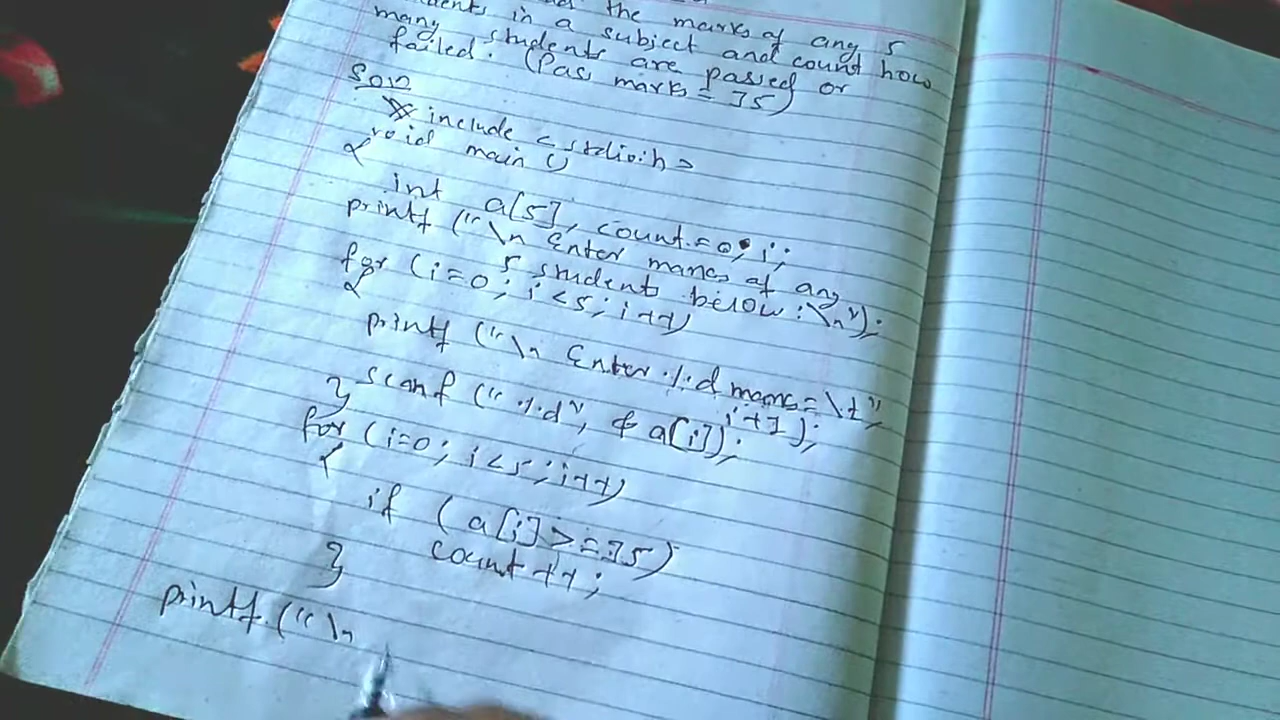 the marks of any 5
in a subject and count how
many students are passed or
failed. (Pass marks = 35)
Soln
# include < stdio.h >
void main ()
{
int a[5], count = 0, i;
printf ("\n Enter marks of any
5 students below :\n");
for (i=0; i<5; i++)
{
printf ("\n Enter %d marks=\t",
i+1);
scanf ("%d", & a[i]);
}
for (i=0; i<5; i++)
{
if (a[i]>=35)
count++;
}
printf ("\n